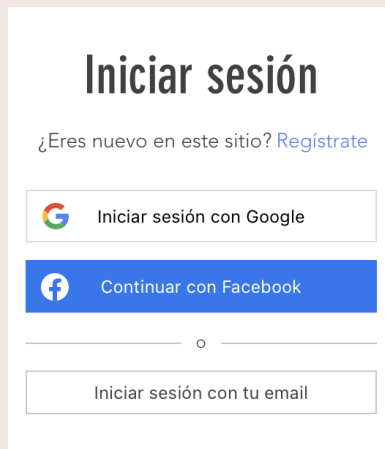 Iniciar sesión
¿Eres nuevo en este sitio? Regístrate
Iniciar sesión con Google
Continuar con Facebook
o
Iniciar sesión con tu email